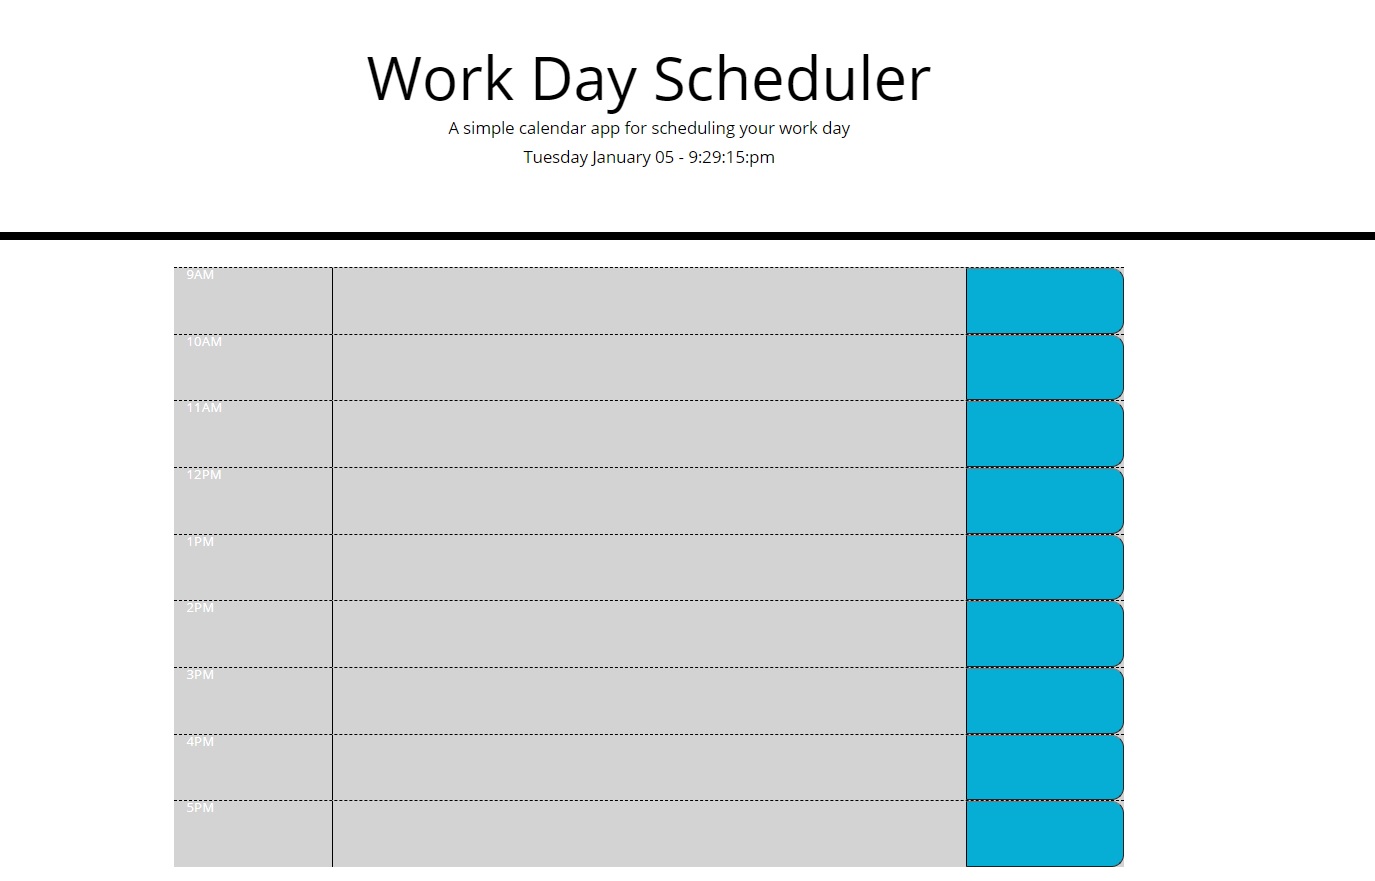 Work Day Scheduler
A simple calendar app for scheduling your work day
Tuesday January 05 - 9:29:15:pm
9AM
10AM
11AM
12PM
1PM
2PM
3PM
4PM
5PM